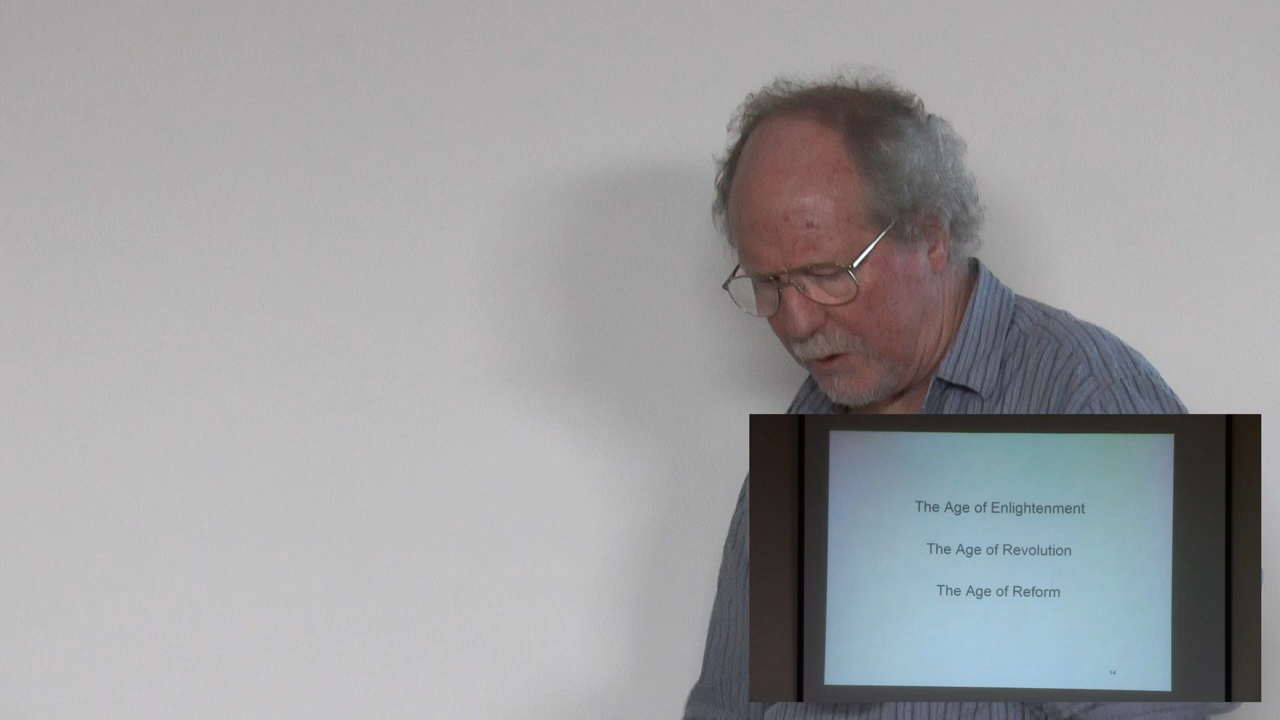 The Age of Enlightenment
The Age of Revolution
The Age of Reform
14